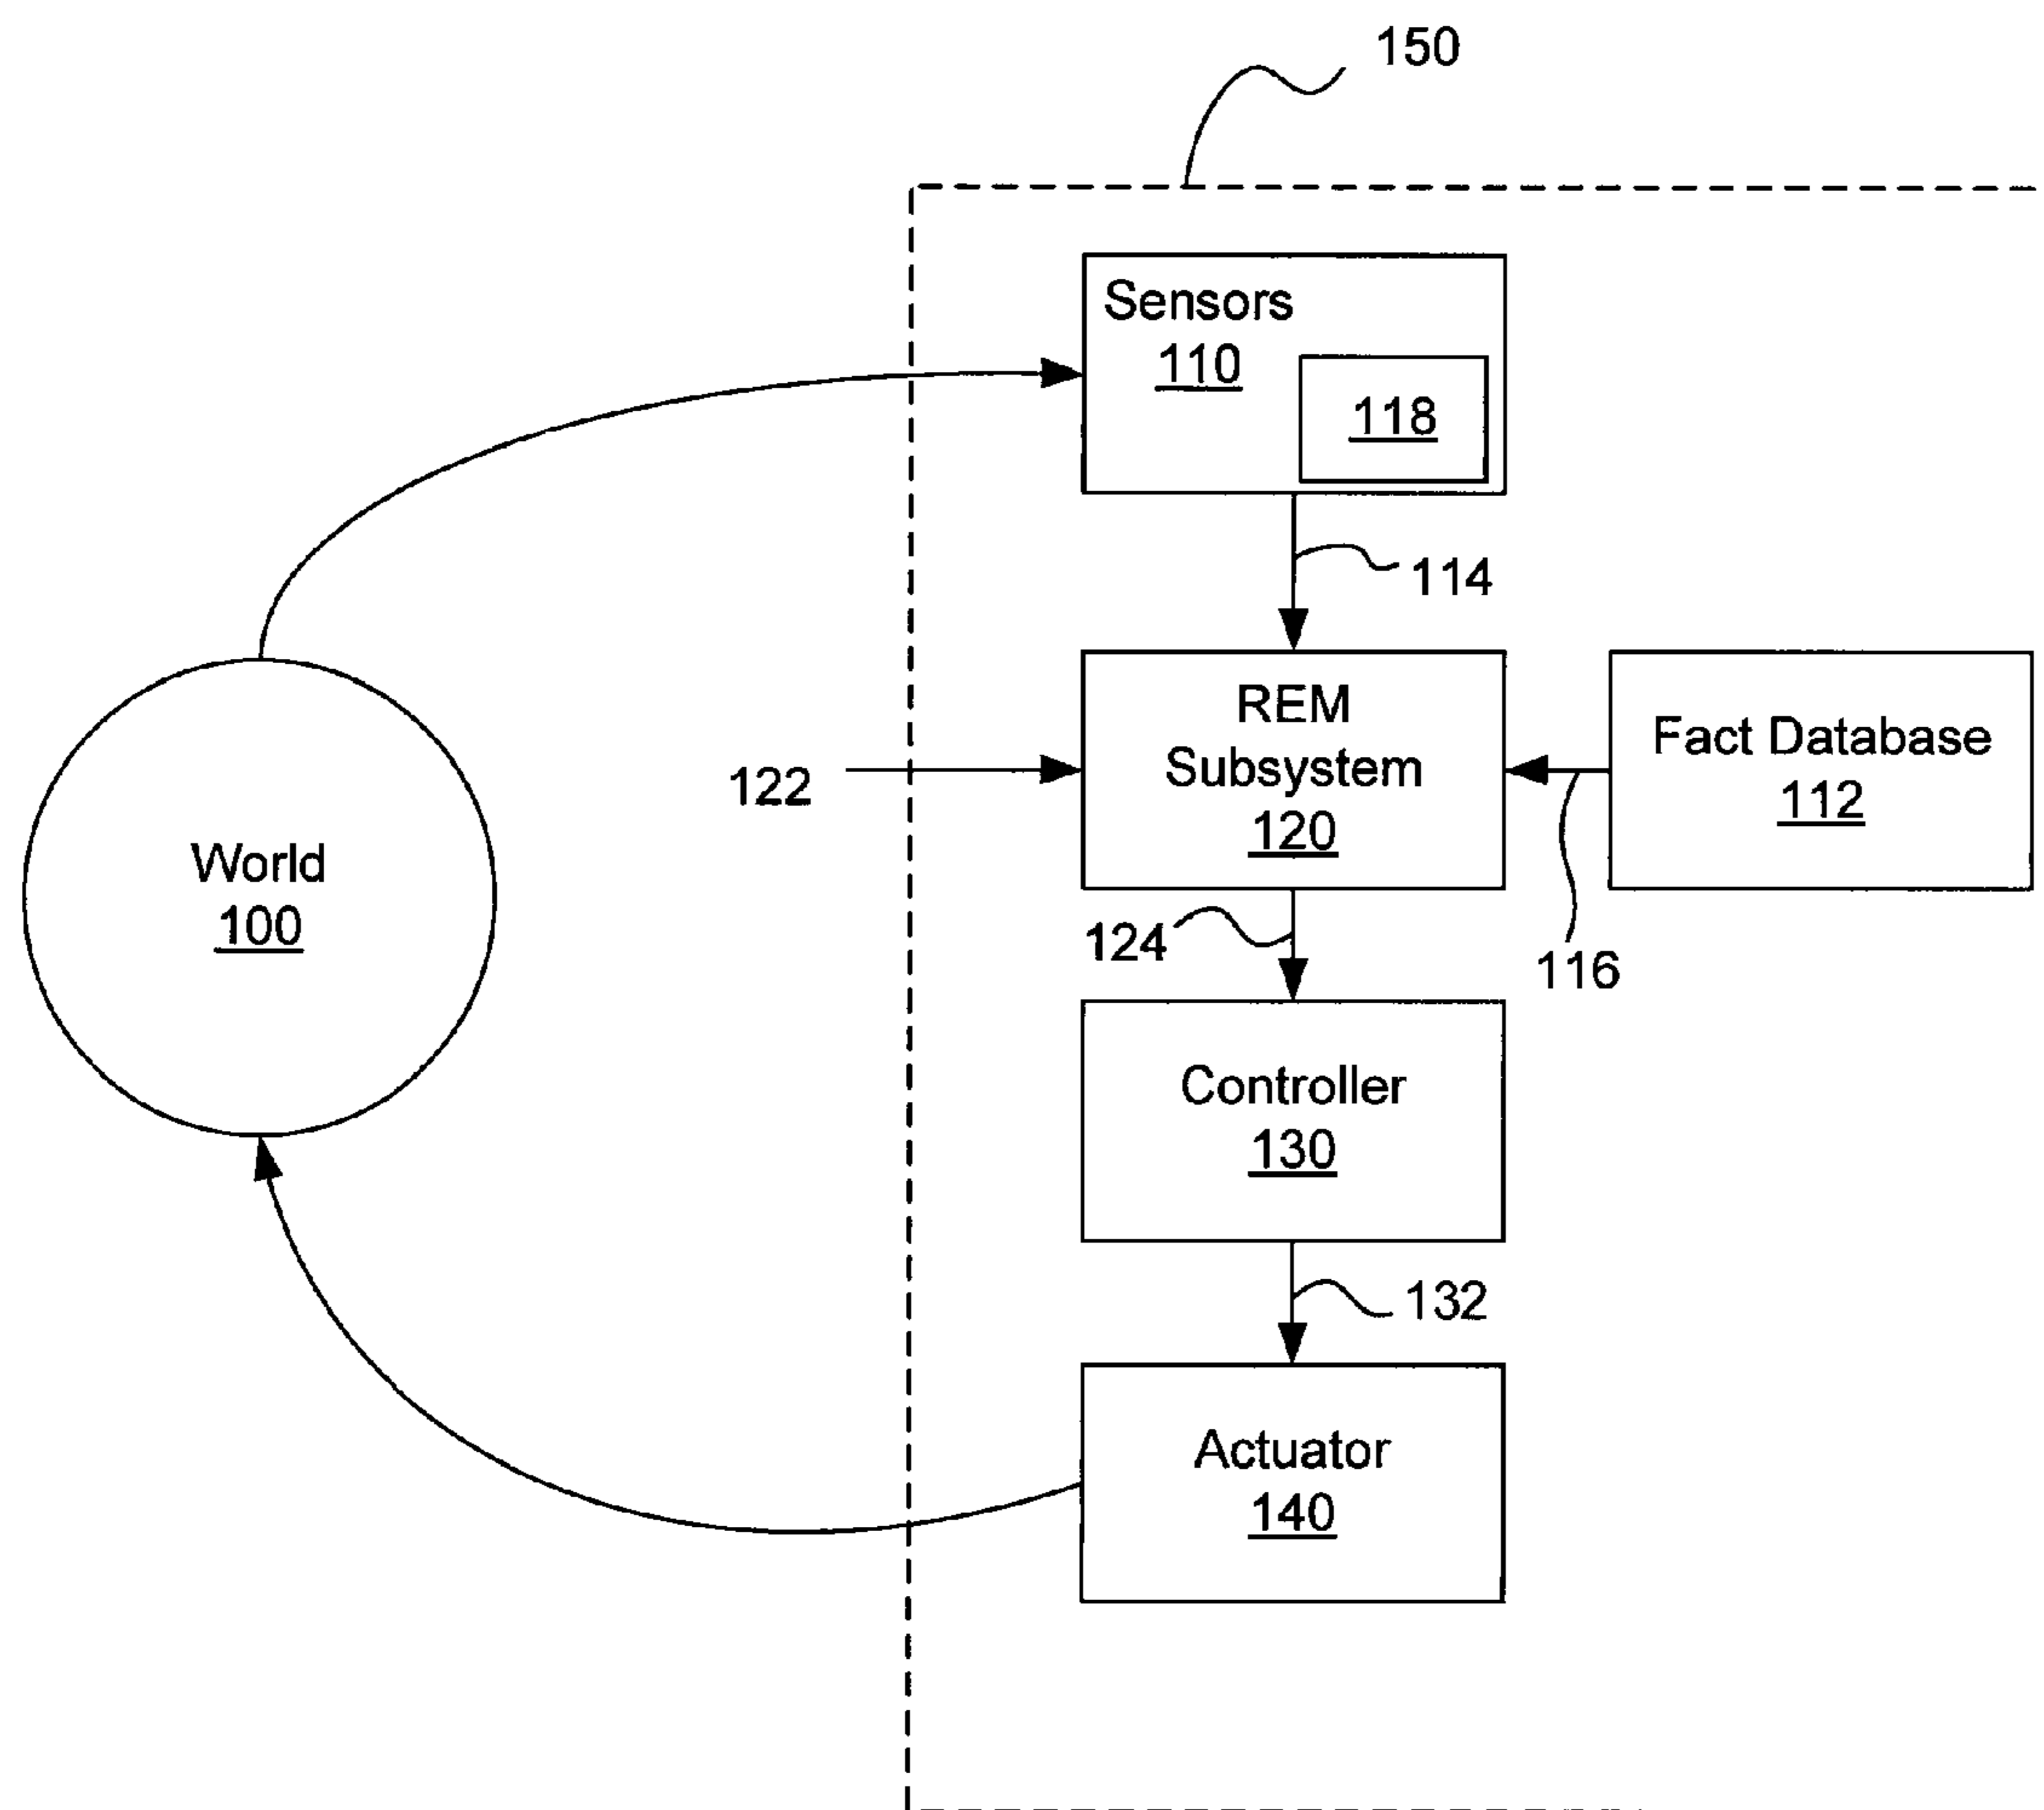 150
Sensors
110
118
114
REM
Subsystem
120
Fact Database
112
122
World
100
124
116
Controller
130
132
Actuator
140